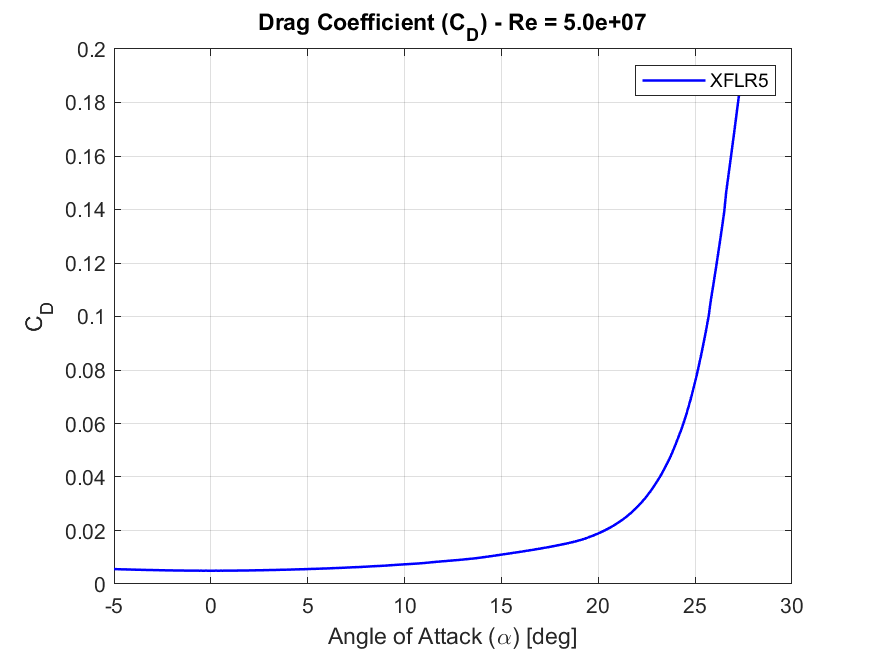 Drag Coefficient (C_D) - Re = 5.0e+07
XFLR5
0.2
0.18
0.16
0.14
0.12
0.1
0.08
0.06
0.04
0.02
0
C_D
-5 0 5 10 15 20 25 30
Angle of Attack (α) [deg]